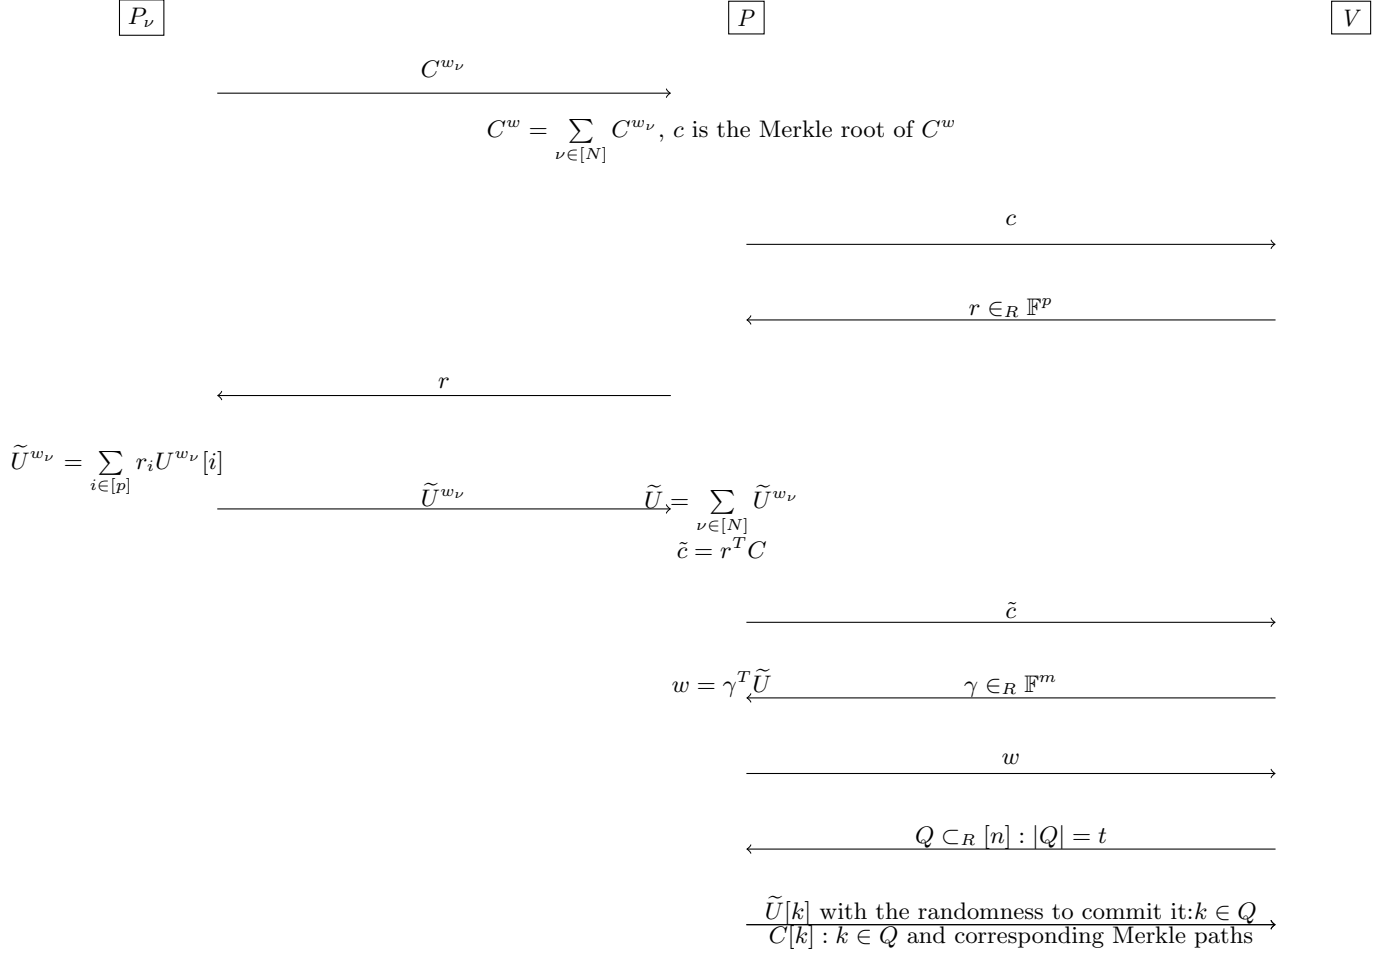 P_ν P V
C^{w_ν}
C^w = ∑_{ν∈[N]} C^{w_ν}, c is the Merkle root of C^w
c
r ∈_R 𝔽^p
r
Ũ^{w_ν} = ∑_{i∈[p]} r_i U^{w_ν}[i]
Ũ^{w_ν}
Ũ = ∑_{ν∈[N]} Ũ^{w_ν}
c̃ = r^T C
c̃
w = γ^T Ũ
γ ∈_R 𝔽^m
w
Q ⊂_R [n] : |Q| = t
Ũ[k] with the randomness to commit it:k ∈ Q
C[k] : k ∈ Q and corresponding Merkle paths